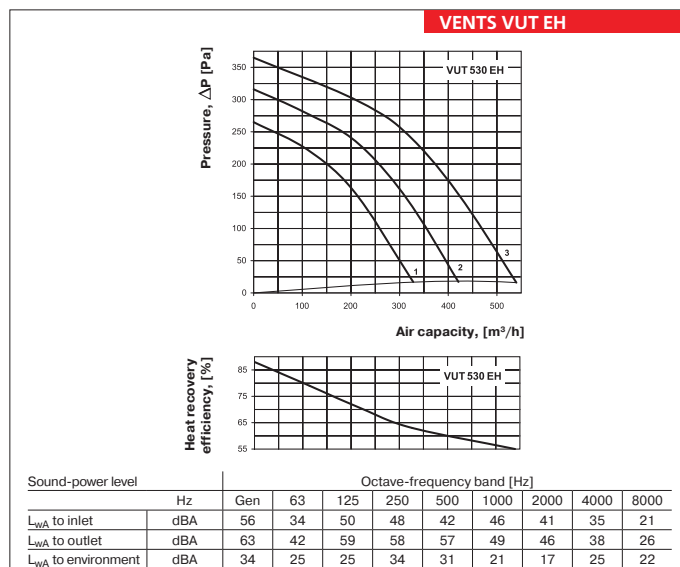 VENTS VUT EH
Pressure, ΔP [Pa]
VUT 530 EH
350
300
250
200
150
100
50
0
1
2
3
0 100 200 300 400 500
Air capacity, [m³/h]
Heat recovery
efficiency, [%]
VUT 530 EH
85
75
65
55
Sound-power level Octave-frequency band [Hz]
Hz Gen 63 125 250 500 1000 2000 4000 8000
LwA to inlet dBA 56 34 50 48 42 46 41 35 21
LwA to outlet dBA 63 42 59 58 57 49 46 38 26
LwA to environment dBA 34 25 25 34 31 21 17 25 22